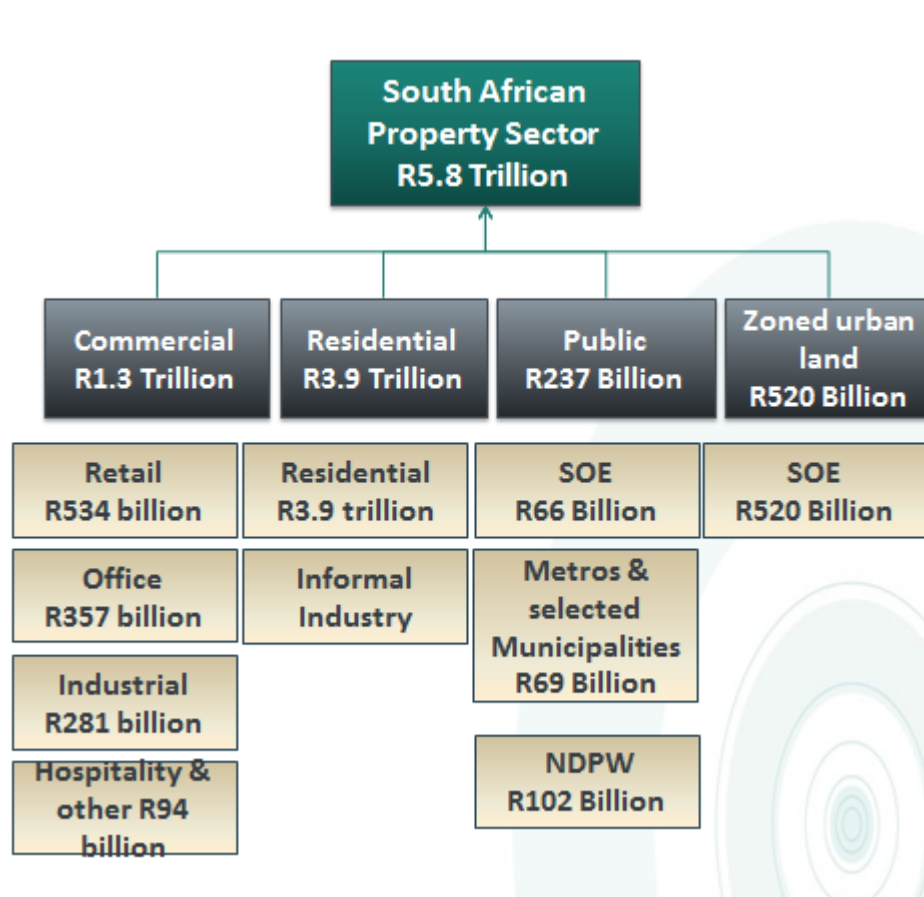 South African
Property Sector
R5.8 Trillion
Commercial
R1.3 Trillion
Residential
R3.9 Trillion
Public
R237 Billion
Zoned urban
land
R520 Billion
Retail
R534 billion
Office
R357 billion
Industrial
R281 billion
Hospitality &
other R94
billion
Residential
R3.9 trillion
Informal
Industry
SOE
R66 Billion
Metros &
selected
Municipalities
R69 Billion
NDPW
R102 Billion
SOE
R520 Billion